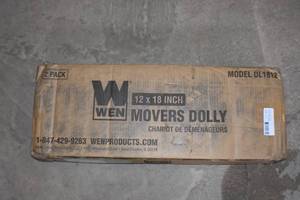 2 PACK
MODEL DL1812
WEN
12 x 18 INCH
MOVERS DOLLY
CHARIOT DE DÉMÉNAGEURS
1-847-429-9263 WENPRODUCTS.COM